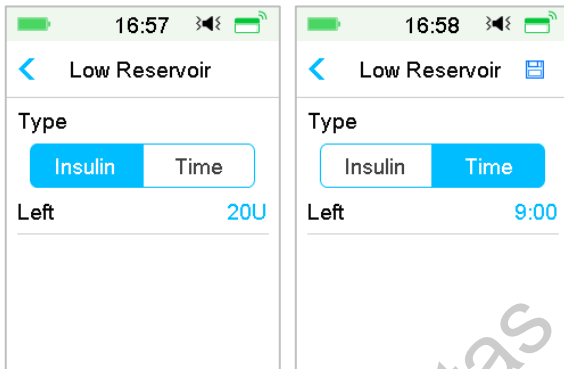 16:57
Low Reservoir
Type
Insulin Time
Left 20U
16:58
Low Reservoir
Type
Insulin Time
Left 9:00